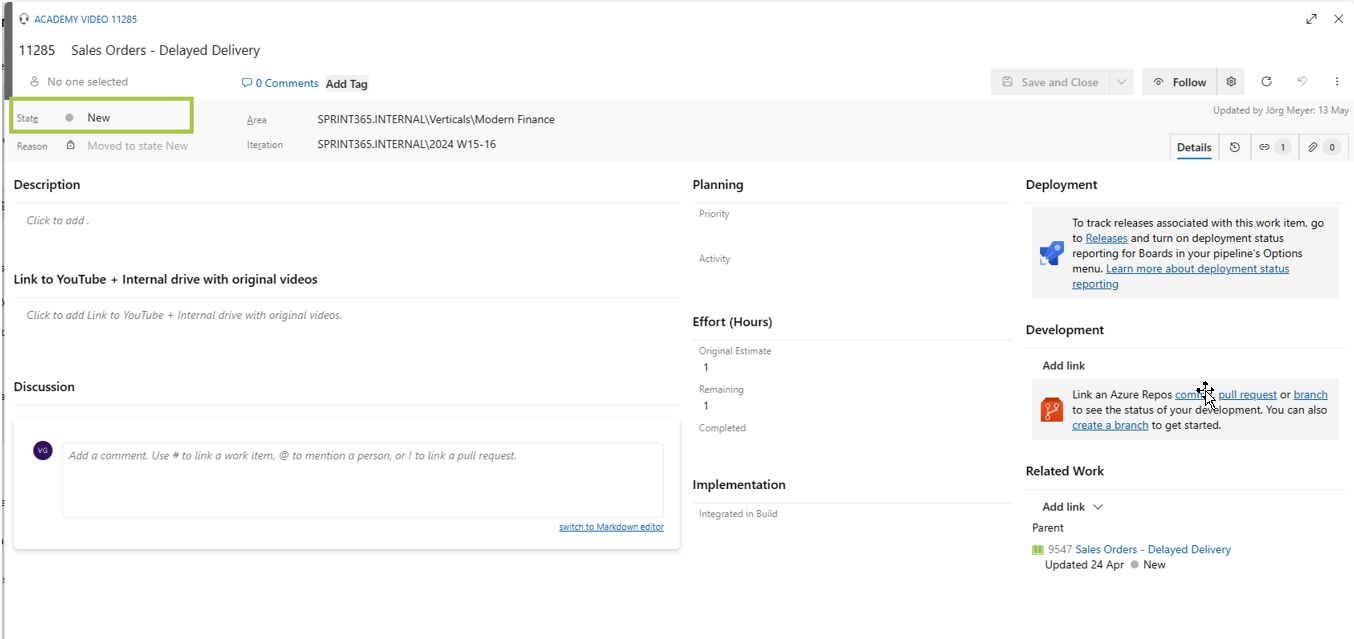 ACADEMY VIDEO 11285
11285 Sales Orders - Delayed Delivery
No one selected
0 Comments
Add Tag
Save and Close
Follow
State
New
Area
SPRINT365.INTERNAL\Verticals\Modern Finance
Updated by Jörg Meyer: 13 May
Reason
Moved to state New
Iteration
SPRINT365.INTERNAL\2024 W15-16
Details
1
0
Description
Click to add .
Link to YouTube + Internal drive with original videos
Click to add Link to YouTube + Internal drive with original videos.
Discussion
VG
Add a comment. Use # to link a work item, @ to mention a person, or ! to link a pull request.
switch to Markdown editor
Planning
Priority
Activity
Effort (Hours)
Original Estimate
1
Remaining
1
Completed
Implementation
Integrated in Build
Deployment
To track releases associated with this work item, go
to Releases and turn on deployment status
reporting for Boards in your pipeline's Options
menu. Learn more about deployment status
reporting
Development
Add link
Link an Azure Repos pull request or branch
to see the status of your development. You can also
create a branch to get started.
Related Work
Add link
Parent
9547 Sales Orders - Delayed Delivery
Updated 24 Apr New